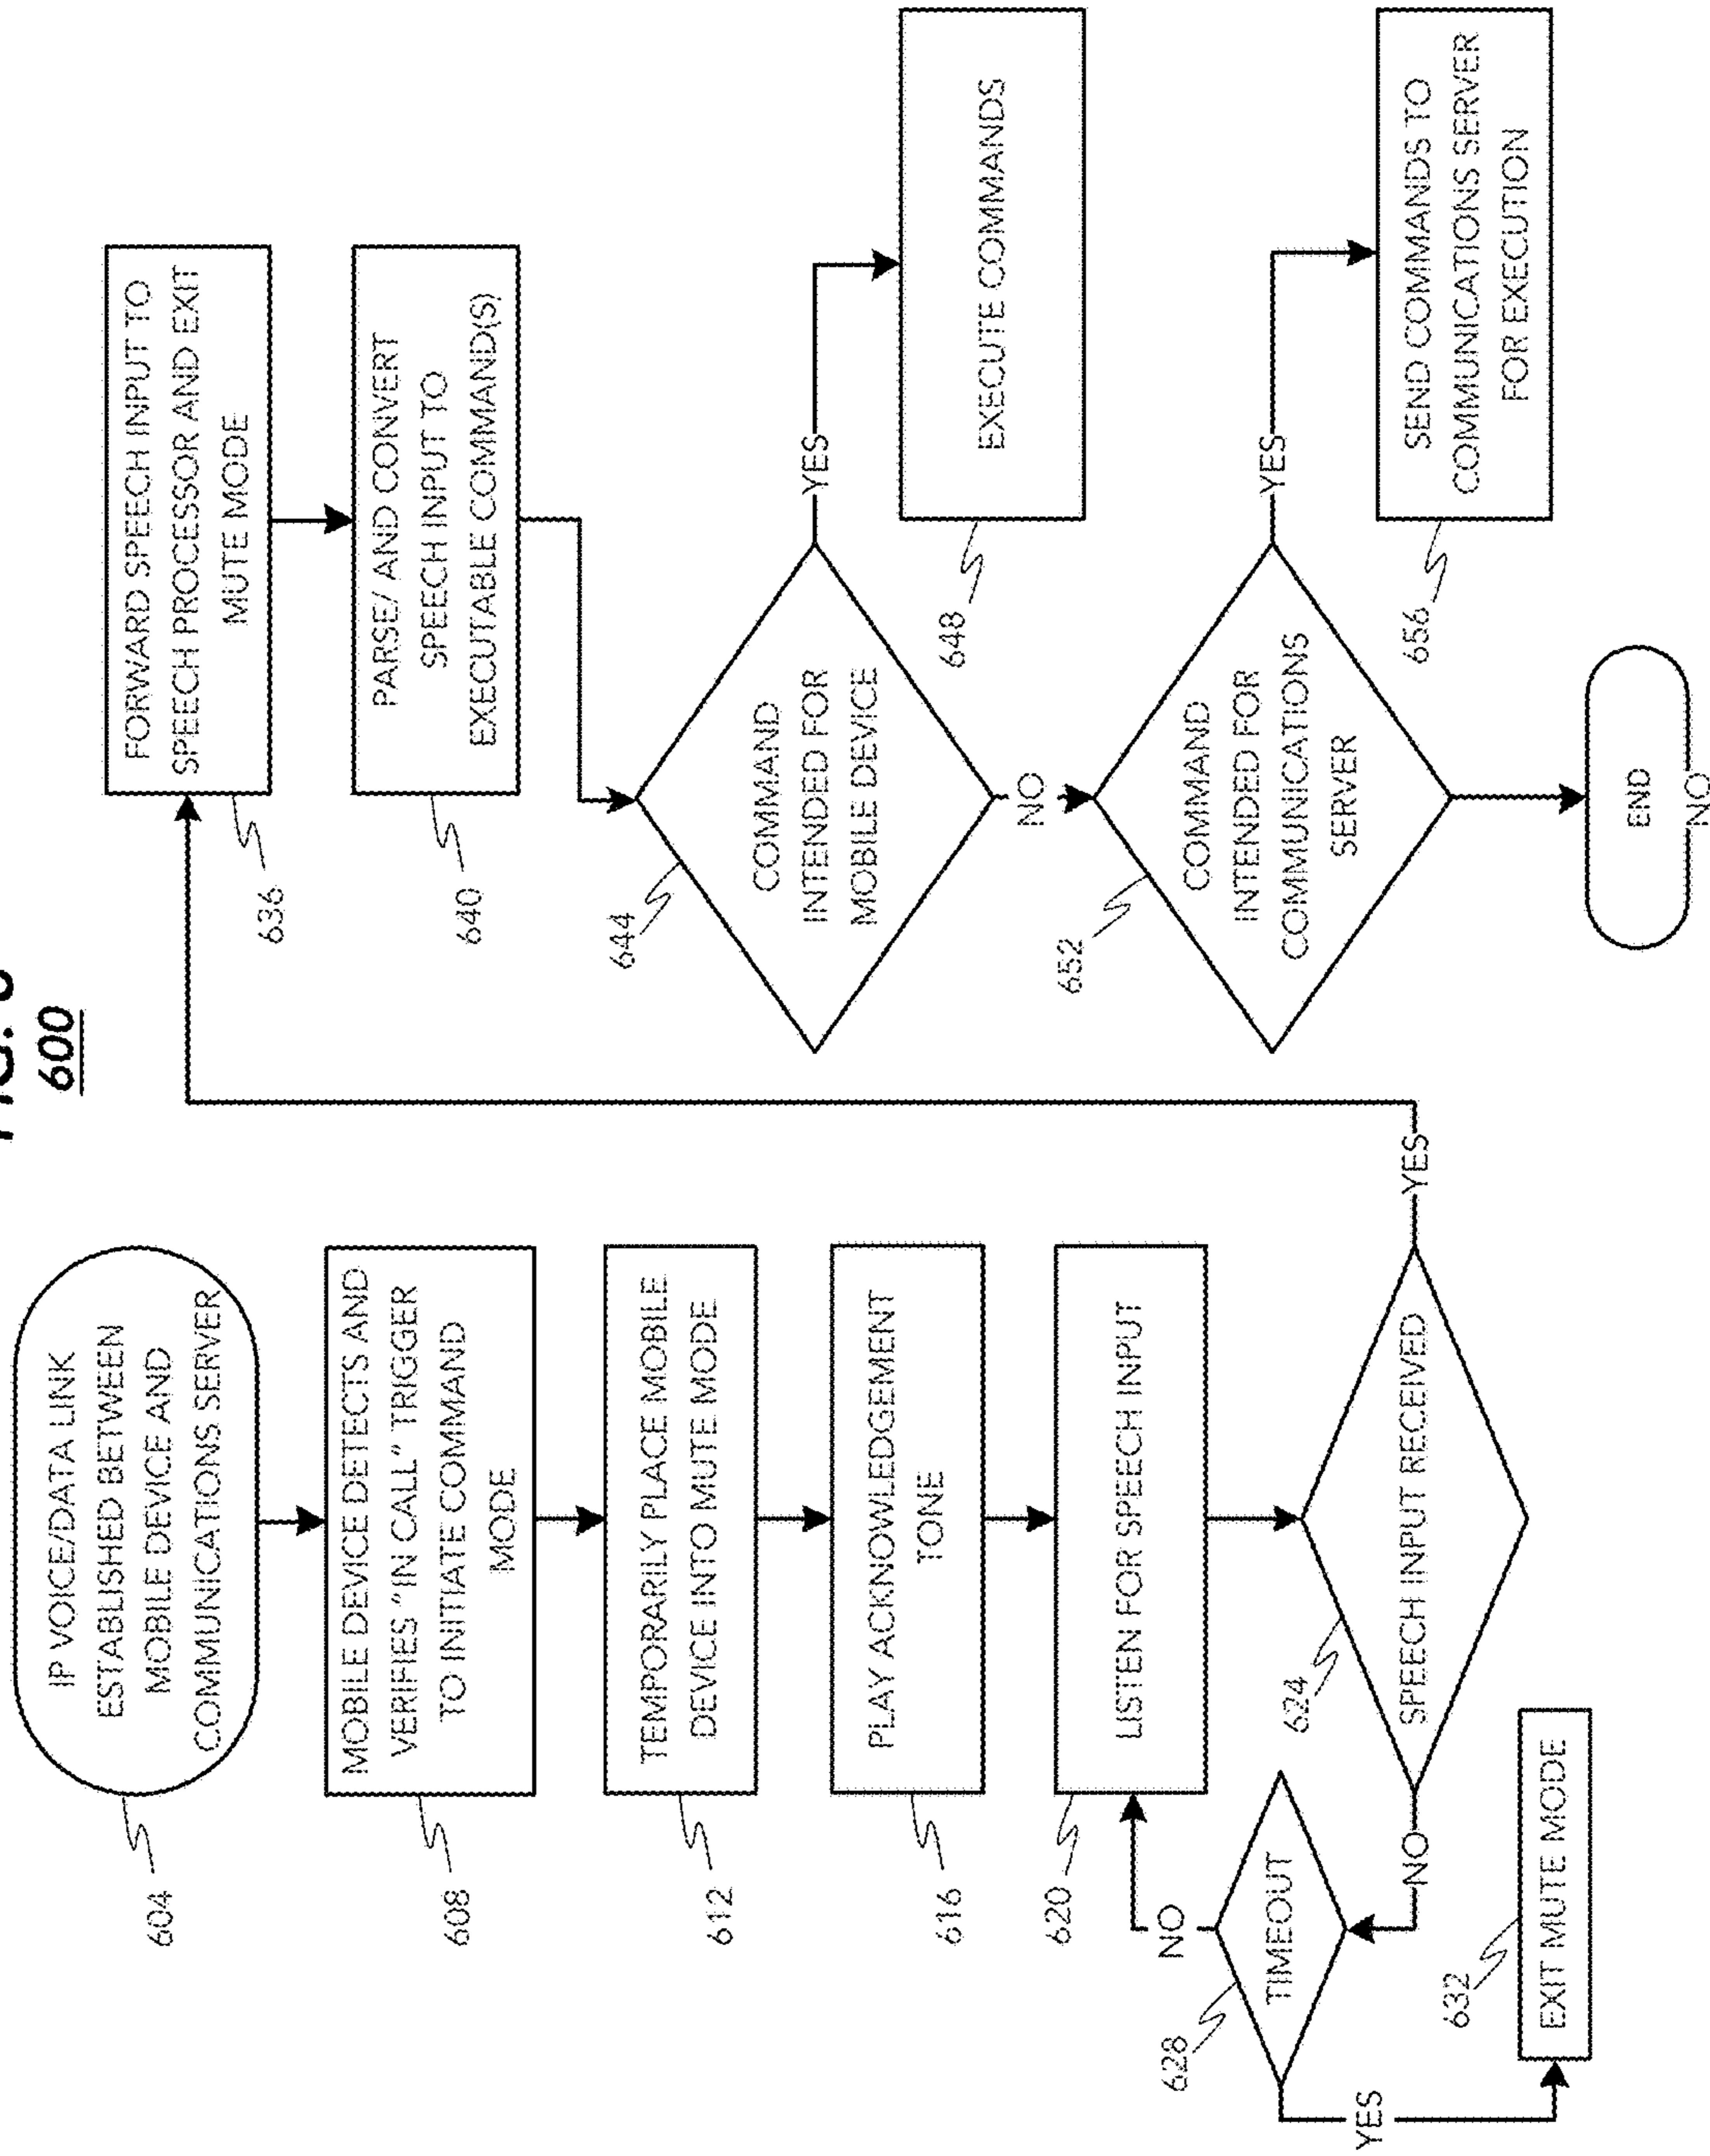 FIG. 6
600
IP VOICE/DATA LINK
ESTABLISHED BETWEEN
MOBILE DEVICE AND
COMMUNICATIONS SERVER
604
MOBILE DEVICE DETECTS AND
VERIFIES "IN CALL" TRIGGER
TO INITIATE COMMAND
MODE
608
TEMPORARILY PLACE MOBILE
DEVICE INTO MUTE MODE
612
PLAY ACKNOWLEDGEMENT
TONE
616
LISTEN FOR SPEECH INPUT
620
SPEECH INPUT RECEIVED
624
NO
YES
TIMEOUT
628
NO
YES
EXIT MUTE MODE
632
FORWARD SPEECH INPUT TO
SPEECH PROCESSOR AND EXIT
MUTE MODE
636
PARSE/ AND CONVERT
SPEECH INPUT TO
EXECUTABLE COMMAND(S)
640
COMMAND
INTENDED FOR
MOBILE DEVICE
644
YES
EXECUTE COMMANDS
648
NO
COMMAND
INTENDED FOR
COMMUNICATIONS
SERVER
652
YES
SEND COMMANDS TO
COMMUNICATIONS SERVER
FOR EXECUTION
656
END
NO